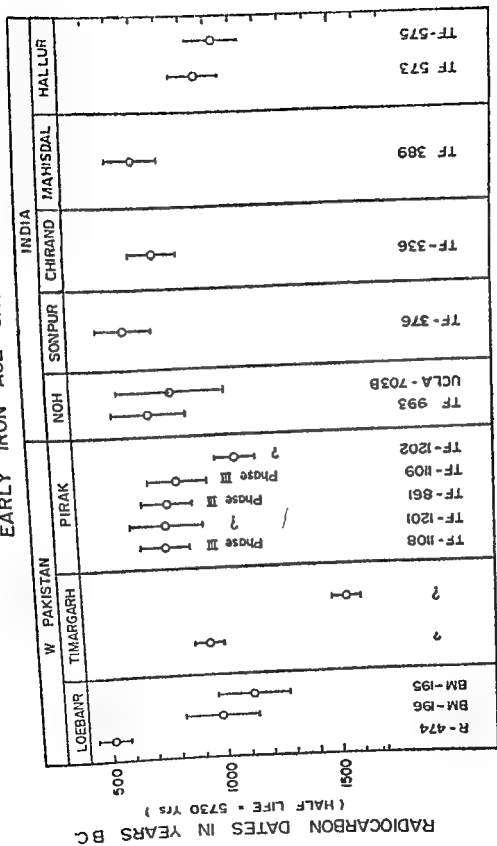 EARLY IRON AGE
W PAKISTAN
INDIA
LOEBANR
TIMARGARH
PIRAK
NOH
SONPUR
CHIRAND
MAHISDAL
HALLUR
RADIOCARBON DATES IN YEARS B.C.
( HALF LIFE = 5730 Yrs )
500
1000
1500
Phase III
?
Phase III
Phase III
?
R-474
BM-196
BM-195
?
?
TF-1108
TF-1201
TF-861
TF-1109
TF-1202
TF 993
UCLA-703B
TF-376
TF-336
TF 389
TF 573
TF-575